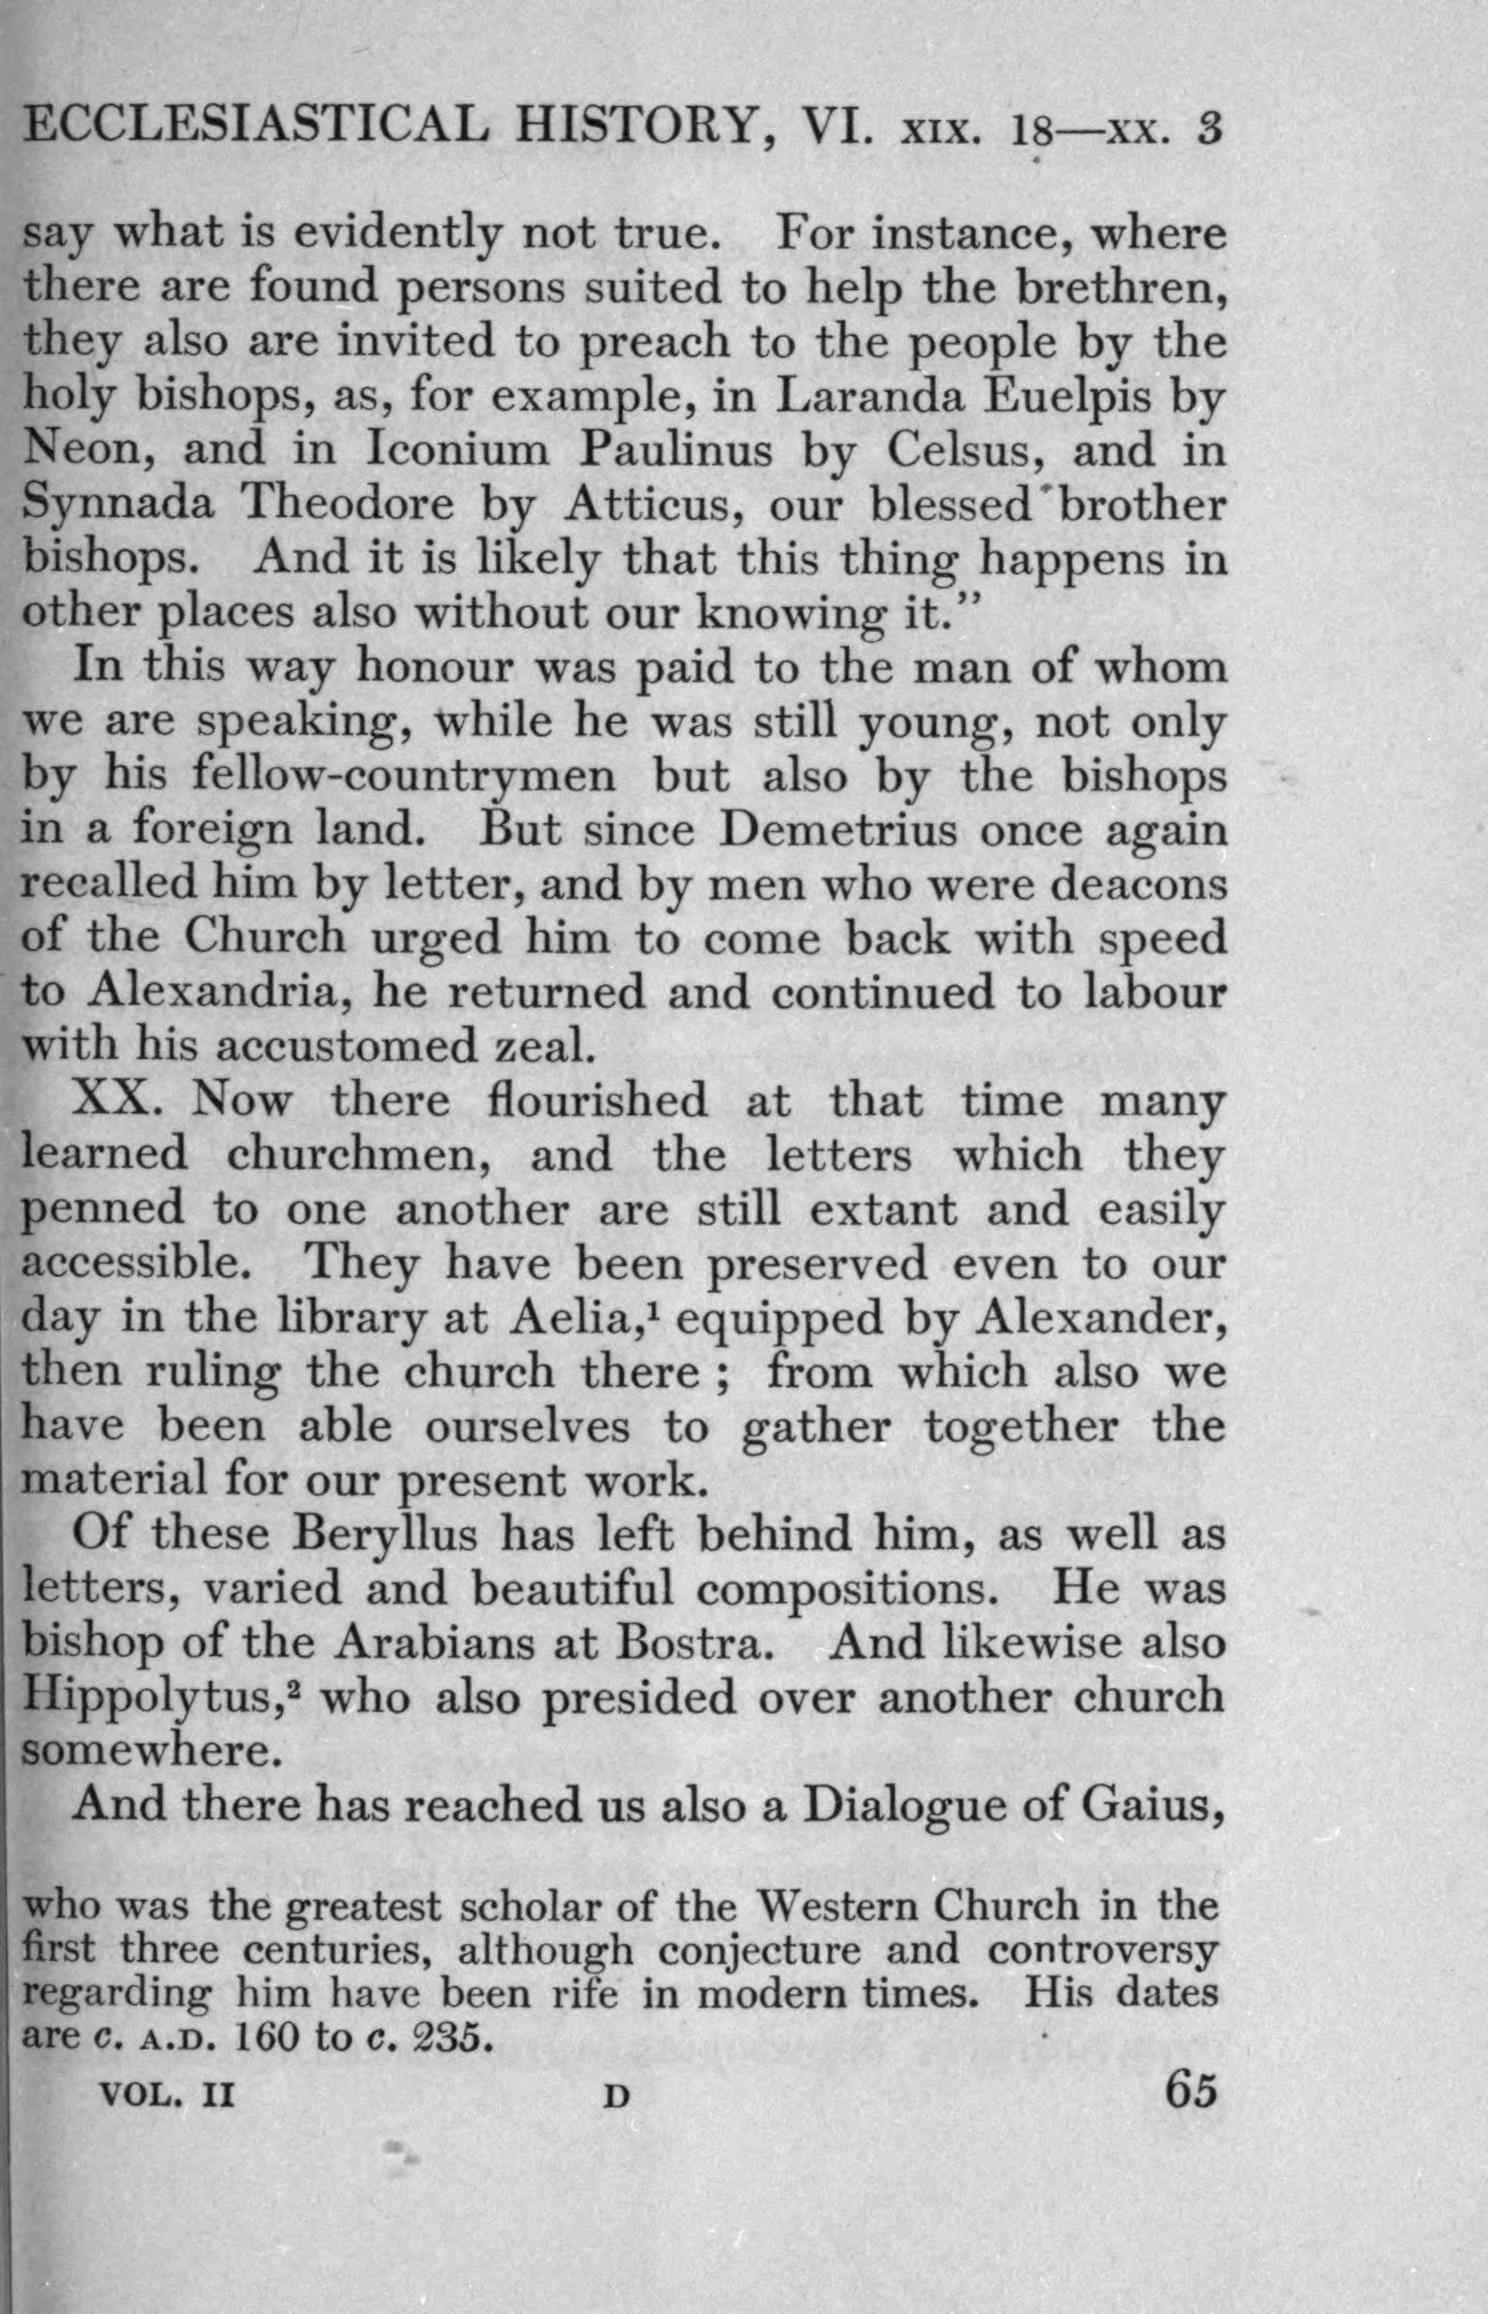 ECCLESIASTICAL HISTORY, VI. XIX. 18—XX. 3
say what is evidently not true. For instance, where
there are found persons suited to help the brethren,
they also are invited to preach to the people by the
holy bishops, as, for example, in Laranda Euelpis by
Neon, and in Iconium Paulinus by Celsus, and in
Synnada Theodore by Atticus, our blessed brother
bishops. And it is likely that this thing happens in
other places also without our knowing it.”
In this way honour was paid to the man of whom
we are speaking, while he was still young, not only
by his fellow-countrymen but also by the bishops
in a foreign land. But since Demetrius once again
recalled him by letter, and by men who were deacons
of the Church urged him to come back with speed
to Alexandria, he returned and continued to labour
with his accustomed zeal.
XX. Now there flourished at that time many
learned churchmen, and the letters which they
penned to one another are still extant and easily
accessible. They have been preserved even to our
day in the library at Aelia,¹ equipped by Alexander,
then ruling the church there ; from which also we
have been able ourselves to gather together the
material for our present work.
Of these Beryllus has left behind him, as well as
letters, varied and beautiful compositions. He was
bishop of the Arabians at Bostra. And likewise also
Hippolytus,² who also presided over another church
somewhere.
And there has reached us also a Dialogue of Gaius,
who was the greatest scholar of the Western Church in the
first three centuries, although conjecture and controversy
regarding him have been rife in modern times. His dates
are c. A.D. 160 to c. 235.
VOL. II D 65